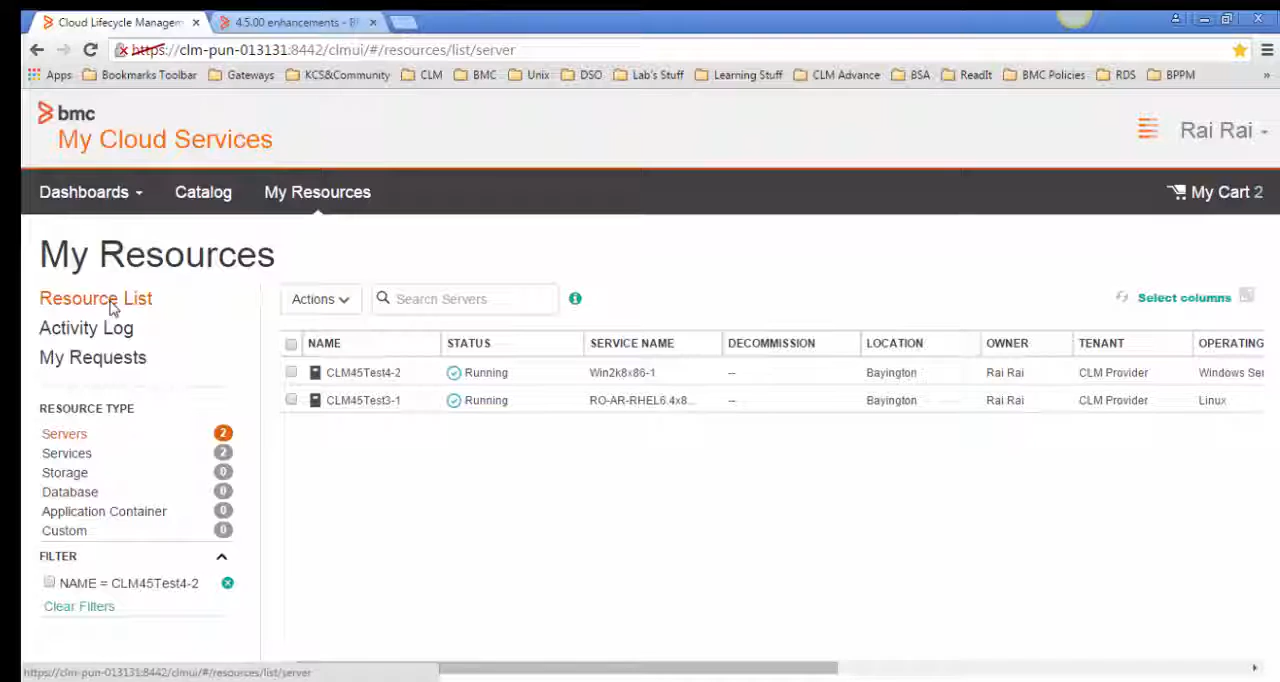 Cloud Lifecycle Managem × 4.5.00 enhancements - B ×
https://clm-pun-013131:8442/clmui/#/resources/list/server
Apps Bookmarks Toolbar Gateways KCS&Community CLM BMC Unix DSO Lab's Stuff Learning Stuff CLM Advance BSA ReadIt BMC Policies RDS BPPM »
bmc
My Cloud Services
Rai Rai
Dashboards Catalog My Resources My Cart 2
My Resources
Resource List
Activity Log
My Requests
RESOURCE TYPE
Servers 2
Services 2
Storage 0
Database 0
Application Container 0
Custom 0
FILTER
NAME = CLM45Test4-2
Clear Filters
Actions Search Servers Select columns
NAME STATUS SERVICE NAME DECOMMISSION LOCATION OWNER TENANT OPERATING
CLM45Test4-2 Running Win2k8x86-1 -- Bayington Rai Rai CLM Provider Windows Ser
CLM45Test3-1 Running RO-AR-RHEL6.4x8... -- Bayington Rai Rai CLM Provider Linux
https://clm-pun-013131:8442/clmui/#/resources/list/server